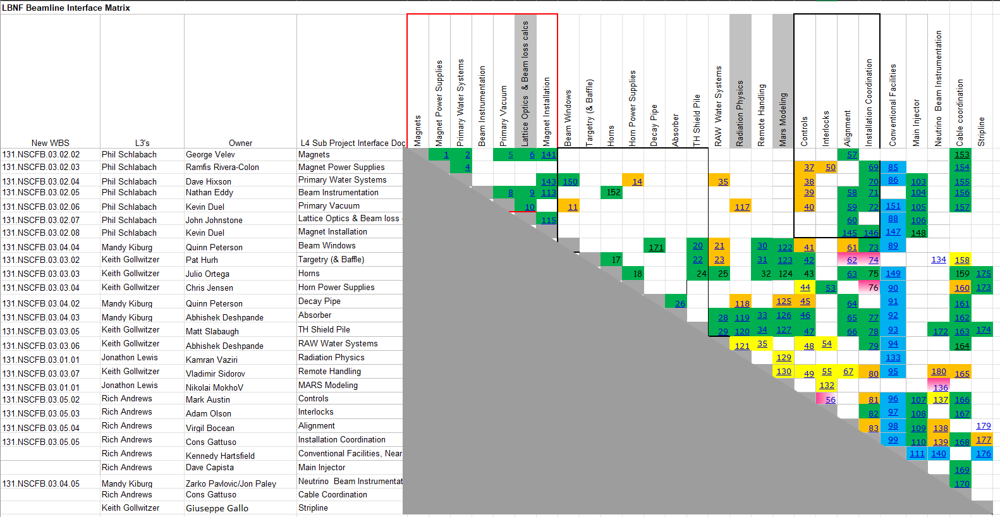 LBNF Beamline Interface Matrix
New WBS L3's Owner L4 Sub Project Interface Doc Magnets Magnet Power Supplies Primary Water Systems Beam Instrumentation Primary Vacuum Lattice Optics & Beam loss calcs Magnet Installation Beam Windows Targetry (& Baffle) Horns Horn Power Supplies Decay Pipe Absorber TH Shield Pile RAW Water Systems Radiation Physics Remote Handling Mars Modeling Controls Interlocks Alignment Installation Coordination Conventional Facilities Main Injector Neutrino Beam Instrumentation Cable coordination Stripline
131.NSCFB.03.02.02 Phil Schlabach George Velev Magnets 1 2 5 6 141 57 153
131.NSCFB.03.02.03 Phil Schlabach Ramfis Rivera-Colon Magnet Power Supplies 4 37 50 69 85 154
131.NSCFB.03.02.04 Phil Schlabach Dave Hixson Primary Water Systems 143 150 14 35 38 70 86 103 155
131.NSCFB.03.02.05 Phil Schlabach Nathan Eddy Beam Instrumentation 8 9 113 152 39 58 71 104 156
131.NSCFB.03.02.06 Phil Schlabach Kevin Duel Primary Vacuum 10 11 117 40 59 72 151 105 157
131.NSCFB.03.02.07 Phil Schlabach John Johnstone Lattice Optics & Beam loss 115 60 88 106
131.NSCFB.03.02.08 Phil Schlabach Kevin Duel Magnet Installation 145 146 147 148
131.NSCFB.03.04.04 Mandy Kiburg Quinn Peterson Beam Windows 171 20 21 30 122 41 61 73 89
131.NSCFB.03.03.02 Keith Gollwitzer Pat Hurh Targetry (& Baffle) 17 22 23 31 123 42 62 74 134 158
131.NSCFB.03.03.03 Keith Gollwitzer Julio Ortega Horns 18 24 25 32 124 43 63 75 149 159 175
131.NSCFB.03.03.04 Keith Gollwitzer Chris Jensen Horn Power Supplies 44 53 76 90 160 173
131.NSCFB.03.04.02 Mandy Kiburg Quinn Peterson Decay Pipe 26 118 125 45 64 91 161
131.NSCFB.03.04.03 Mandy Kiburg Abhishek Deshpande Absorber 28 119 33 126 46 65 77 92 162
131.NSCFB.03.03.05 Keith Gollwitzer Matt Slabaugh TH Shield Pile 29 120 34 127 47 66 78 93 172 163 174
131.NSCFB.03.03.06 Keith Gollwitzer Abhishek Deshpande RAW Water Systems 121 35 48 54 79 94 164
131.NSCFB.03.01.01 Jonathon Lewis Kamran Vaziri Radiation Physics 129 133
131.NSCFB.03.03.07 Keith Gollwitzer Vladimir Sidorov Remote Handling 130 49 55 67 80 95 180 165
131.NSCFB.03.01.01 Jonathon Lewis Nikolai MokhoV MARS Modeling 132 136
131.NSCFB.03.05.02 Rich Andrews Mark Austin Controls 56 81 96 107 137 166
131.NSCFB.03.05.03 Rich Andrews Adam Olson Interlocks 82 97 108 167
131.NSCFB.03.05.04 Rich Andrews Virgil Bocean Alignment 83 98 109 138 179
131.NSCFB.03.05.05 Rich Andrews Cons Gattuso Installation Coordination 99 110 139 168 177
Rich Andrews Kennedy Hartsfield Conventional Facilities, Near 111 140 176
Rich Andrews Dave Capista Main Injector 169
131.NSCFB.03.04.05 Mandy Kiburg Zarko Pavlovic/Jon Paley Neutrino Beam Instrumentat 170
Rich Andrews Cons Gattuso Cable Coordination
Keith Gollwitzer Giuseppe Gallo Stripline